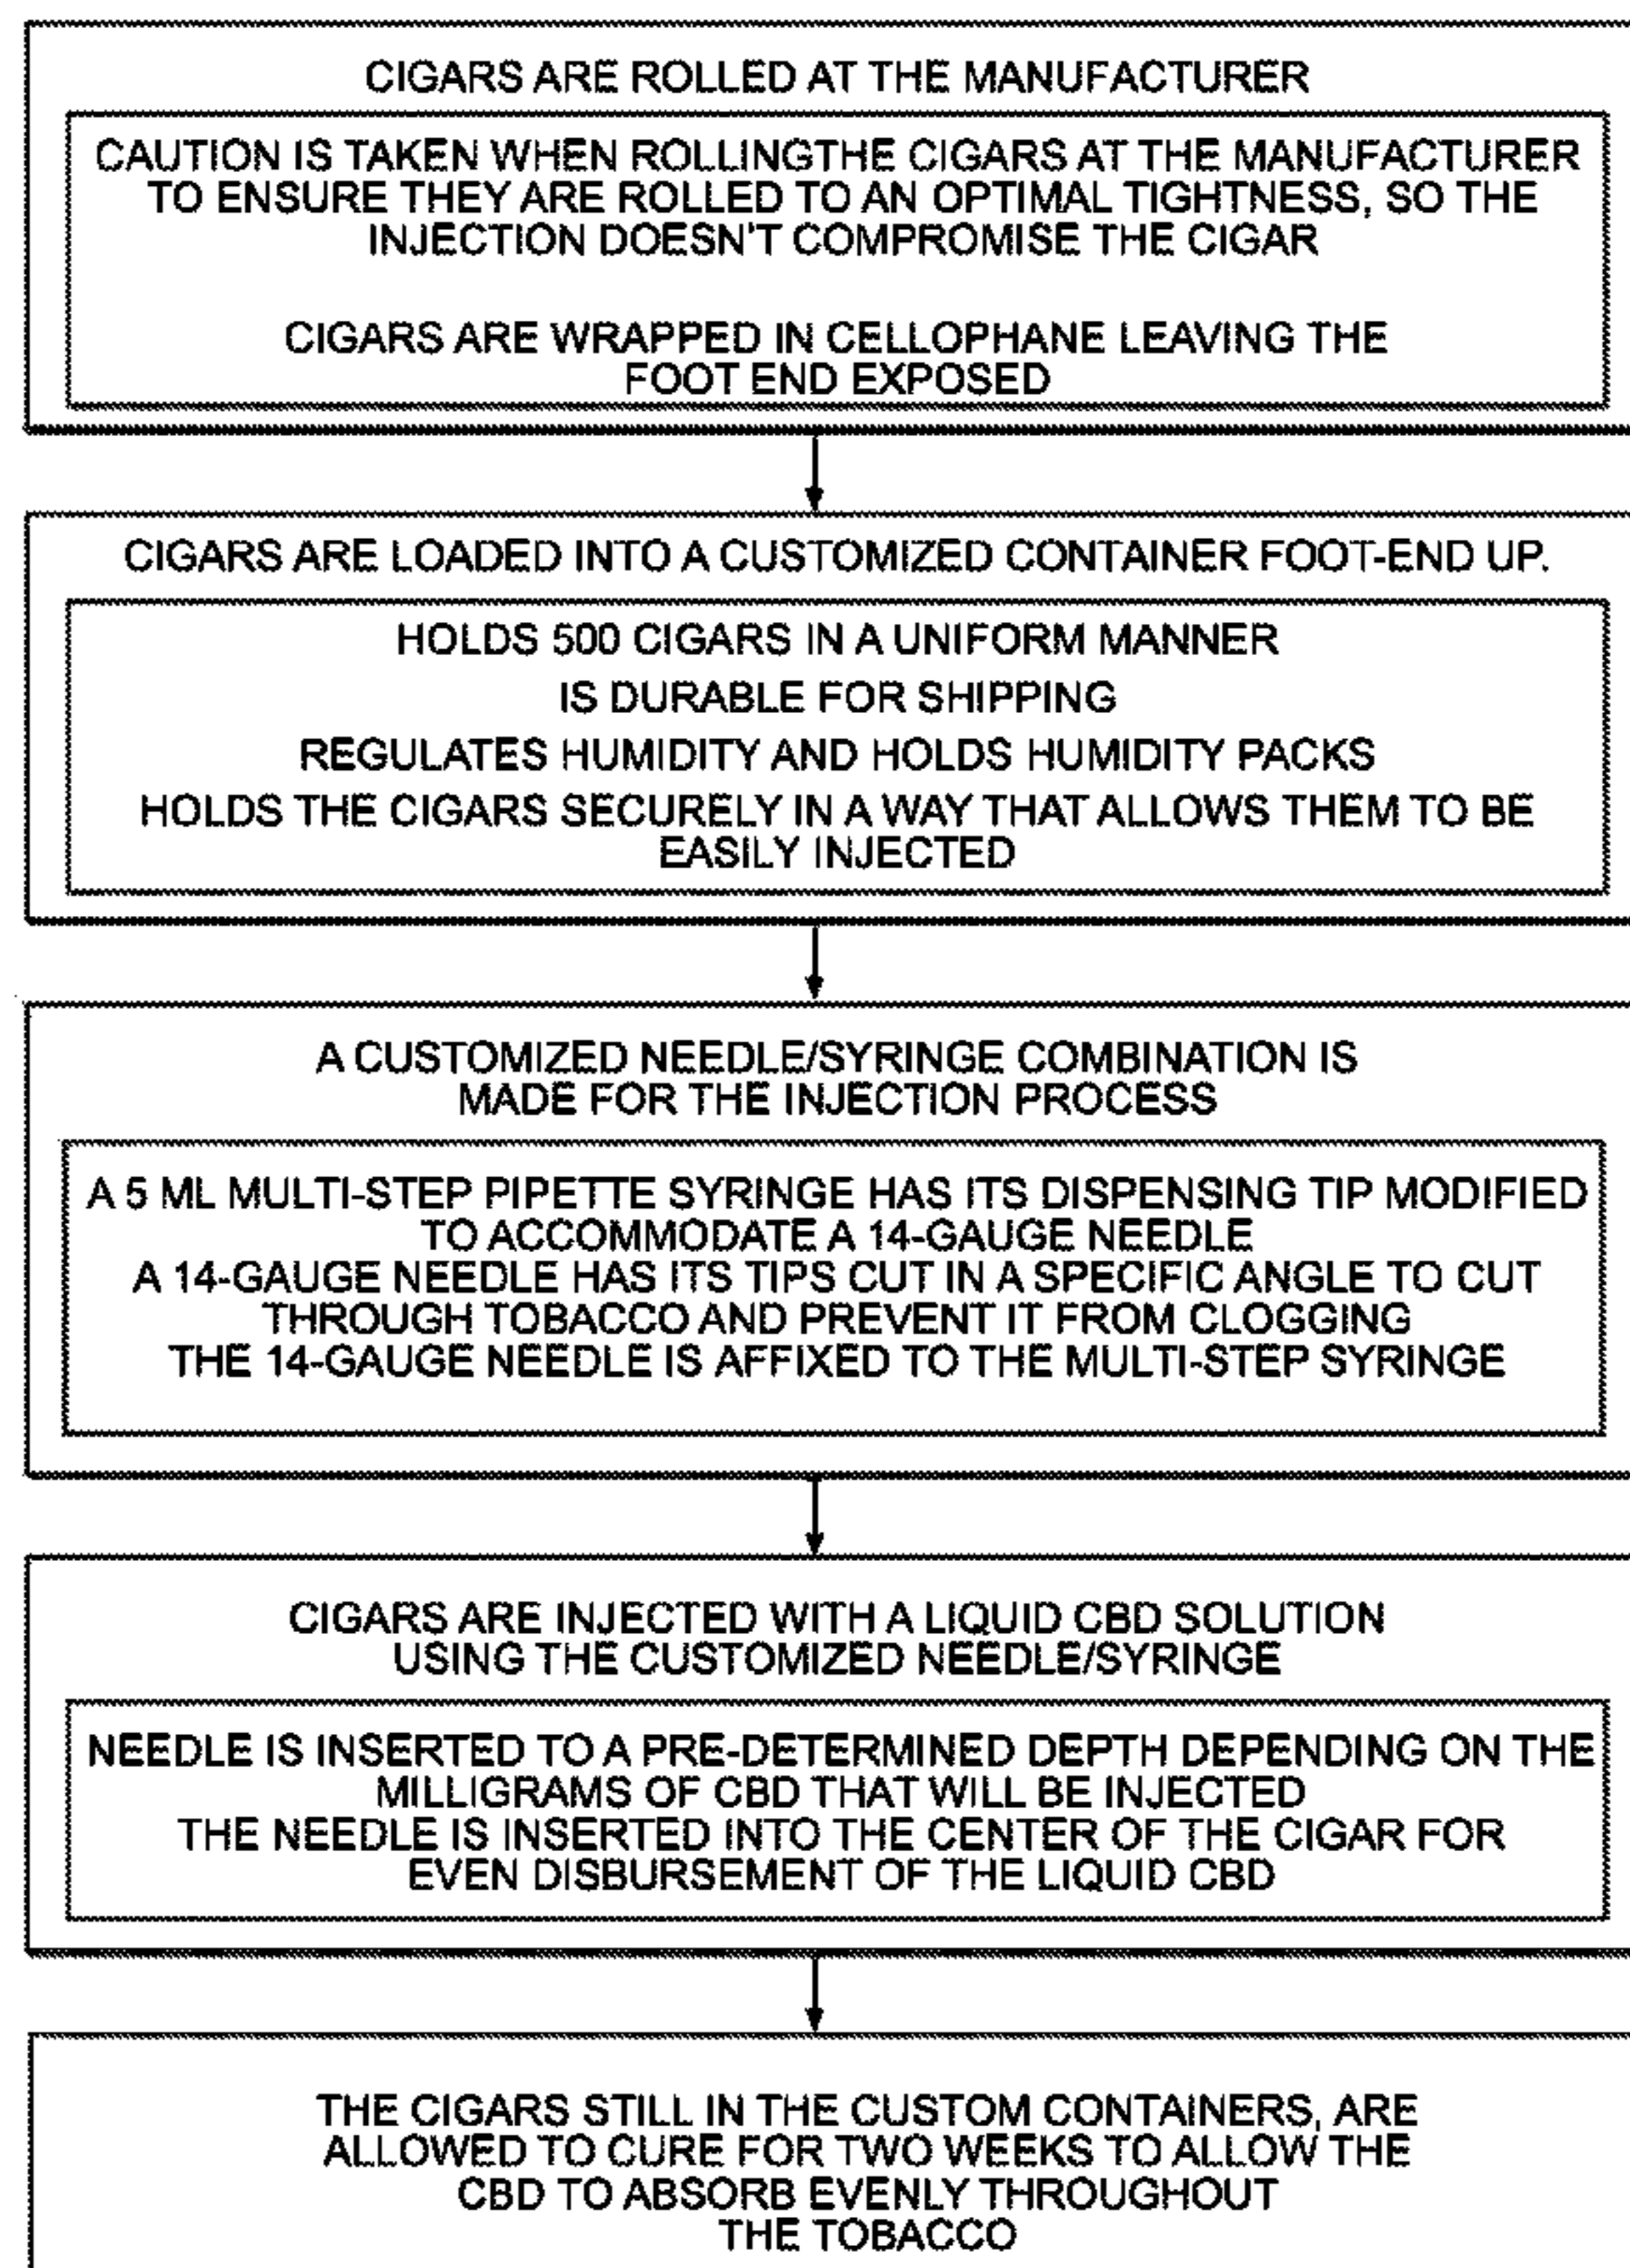 CIGARS ARE ROLLED AT THE MANUFACTURER
CAUTION IS TAKEN WHEN ROLLINGTHE CIGARS AT THE MANUFACTURER
TO ENSURE THEY ARE ROLLED TO AN OPTIMAL TIGHTNESS, SO THE
INJECTION DOESN'T COMPROMISE THE CIGAR
CIGARS ARE WRAPPED IN CELLOPHANE LEAVING THE
FOOT END EXPOSED
CIGARS ARE LOADED INTO A CUSTOMIZED CONTAINER FOOT-END UP.
HOLDS 500 CIGARS IN A UNIFORM MANNER
IS DURABLE FOR SHIPPING
REGULATES HUMIDITY AND HOLDS HUMIDITY PACKS
HOLDS THE CIGARS SECURELY IN A WAY THAT ALLOWS THEM TO BE
EASILY INJECTED
A CUSTOMIZED NEEDLE/SYRINGE COMBINATION IS
MADE FOR THE INJECTION PROCESS
A 5 ML MULTI-STEP PIPETTE SYRINGE HAS ITS DISPENSING TIP MODIFIED
TO ACCOMMODATE A 14-GAUGE NEEDLE
A 14-GAUGE NEEDLE HAS ITS TIPS CUT IN A SPECIFIC ANGLE TO CUT
THROUGH TOBACCO AND PREVENT IT FROM CLOGGING
THE 14-GAUGE NEEDLE IS AFFIXED TO THE MULTI-STEP SYRINGE
CIGARS ARE INJECTED WITH A LIQUID CBD SOLUTION
USING THE CUSTOMIZED NEEDLE/SYRINGE
NEEDLE IS INSERTED TO A PRE-DETERMINED DEPTH DEPENDING ON THE
MILLIGRAMS OF CBD THAT WILL BE INJECTED
THE NEEDLE IS INSERTED INTO THE CENTER OF THE CIGAR FOR
EVEN DISBURSEMENT OF THE LIQUID CBD
THE CIGARS STILL IN THE CUSTOM CONTAINERS, ARE
ALLOWED TO CURE FOR TWO WEEKS TO ALLOW THE
CBD TO ABSORB EVENLY THROUGHOUT
THE TOBACCO